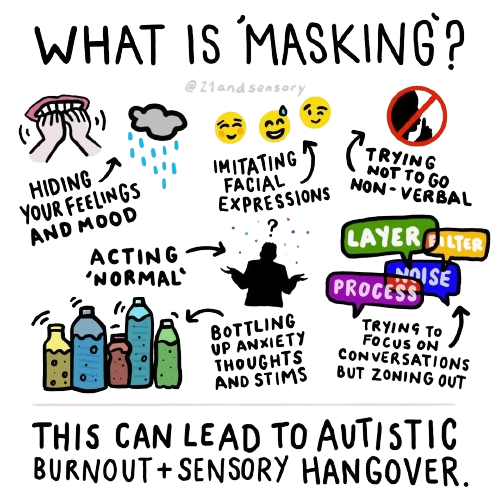 WHAT IS 'MASKING'?
@21andsensory
HIDING
YOUR FEELINGS
AND MOOD
IMITATING
FACIAL
EXPRESSIONS
TRYING
NOT TO GO
NON-VERBAL
ACTING
'NORMAL'
?
LAYER
FILTER
NOISE
PROCESS
BOTTLING
UP ANXIETY
THOUGHTS
AND STIMS
TRYING TO
FOCUS ON
CONVERSATIONS
BUT ZONING OUT
THIS CAN LEAD TO AUTISTIC
BURNOUT + SENSORY HANGOVER.